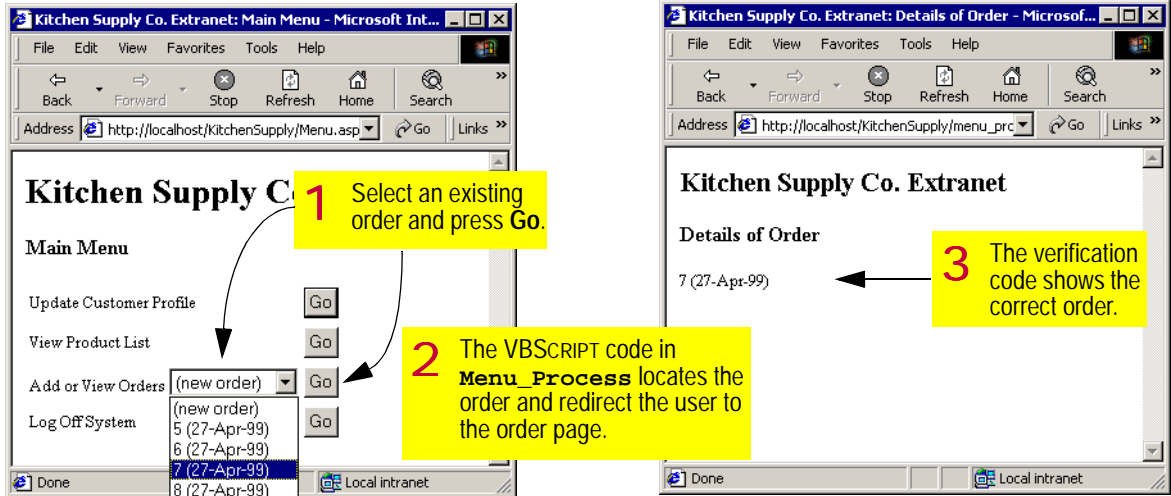 Kitchen Supply Co. Extranet: Main Menu - Microsoft Int...
File Edit View Favorites Tools Help
Back Forward Stop Refresh Home Search »
Address http://localhost/KitchenSupply/Menu.asp Go Links »
Kitchen Supply C
Main Menu
Update Customer Profile Go
View Product List Go
Add or View Orders (new order) Go
(new order)
5 (27-Apr-99)
Log Off System Go
6 (27-Apr-99)
7 (27-Apr-99)
8 (27-Apr-99)
Done Local intranet
1 Select an existing
order and press Go.
2 The VBSCRIPT code in
Menu_Process locates the
order and redirect the user to
the order page.
Kitchen Supply Co. Extranet: Details of Order - Microsof...
File Edit View Favorites Tools Help
Back Forward Stop Refresh Home Search »
Address http://localhost/KitchenSupply/menu_prc Go Links »
Kitchen Supply Co. Extranet
Details of Order
7 (27-Apr-99)
3 The verification
code shows the
correct order.
Done Local intranet